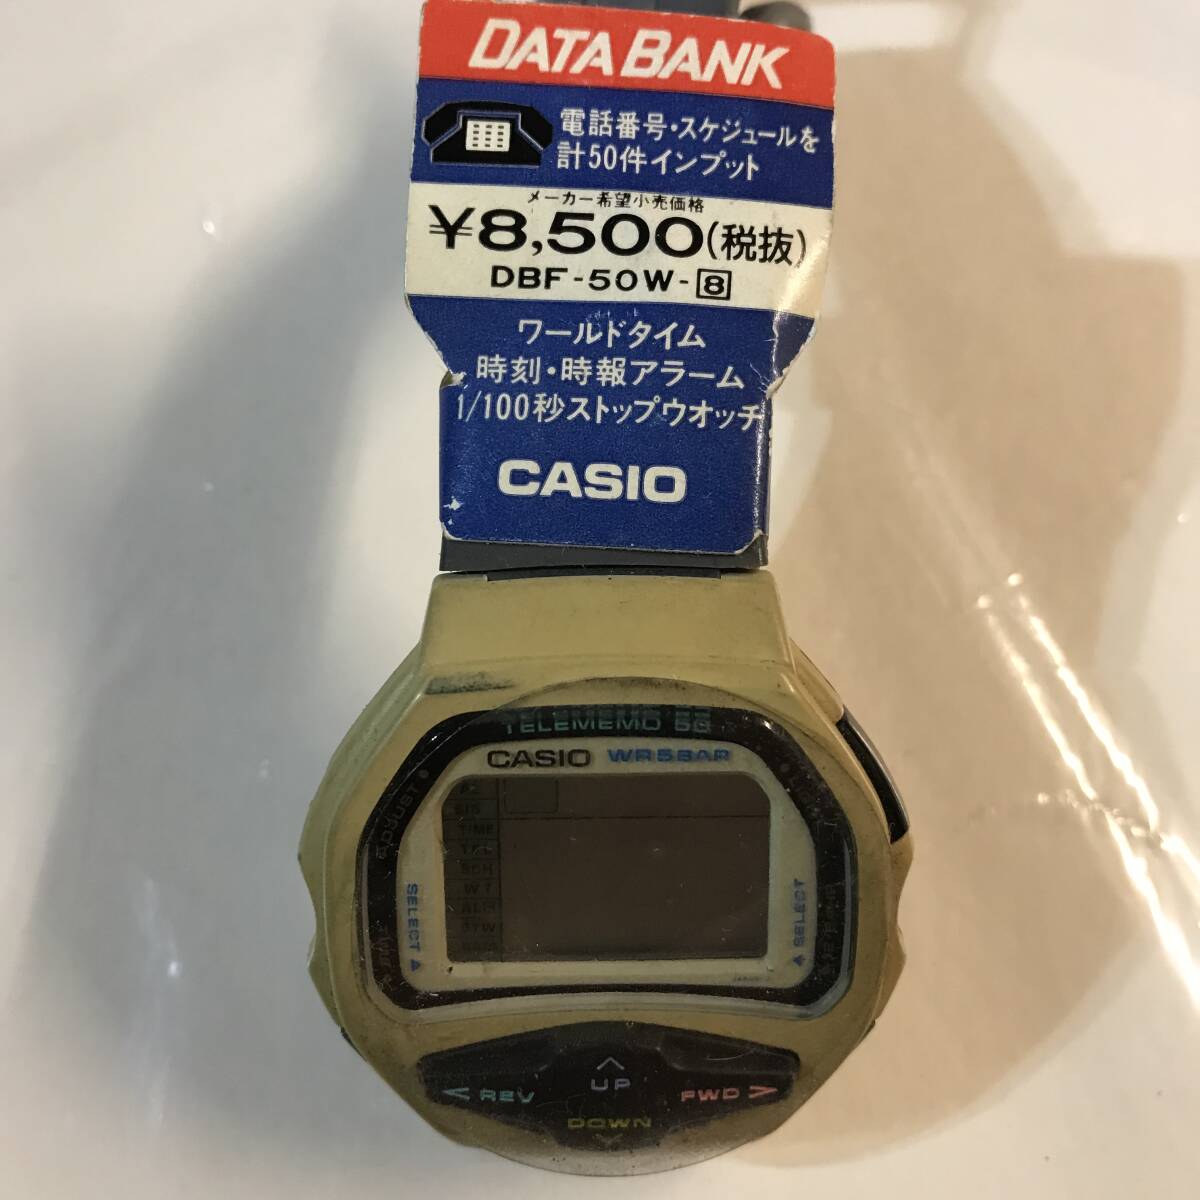 DATA BANK
電話番号・スケジュールを
計50件インプット
メーカー希望小売価格
¥8,500(税抜)
DBF-50W-8
ワールドタイム
時刻・時報アラーム
1/100秒ストップウオッチ
CASIO
TELEMEMO 50
CASIO WR5BAR
ADJUST
TIME
SCH
WT
SELECT
SELECT
UP
< REV
FWD >
DOWN